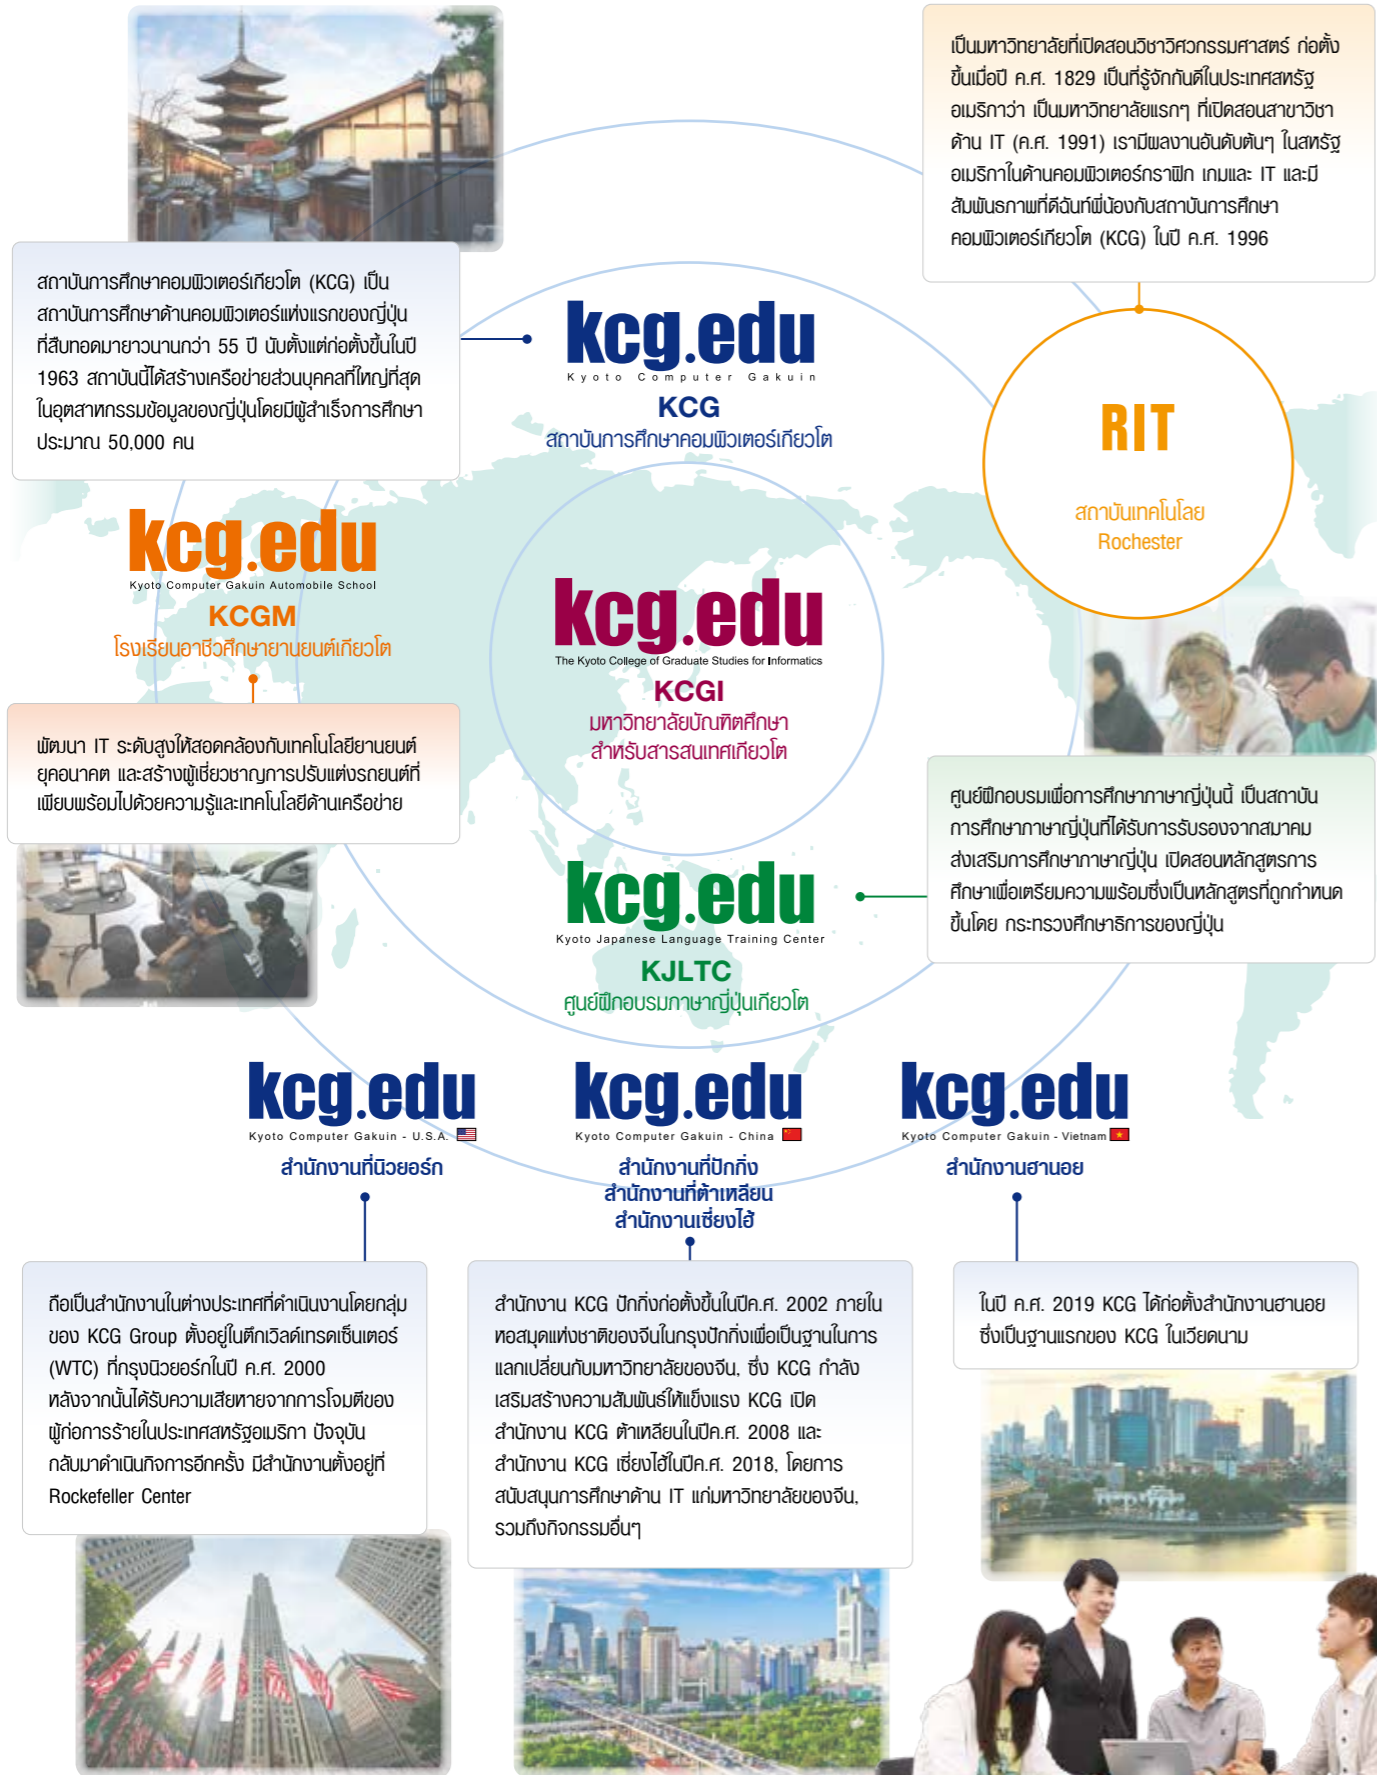 เป็นมหาวิทยาลัยที่เปิดสอนวิชาวิศวกรรมศาสตร์ ก่อตั้ง
ขึ้นเมื่อปี ค.ศ. 1829 เป็นที่รู้จักกันดีในประเทศสหรัฐ
อเมริกาว่า เป็นมหาวิทยาลัยแรกๆ ที่เปิดสอนสาขาวิชา
ด้าน IT (ค.ศ. 1991) เรามีผลงานอันดับต้นๆ ในสหรัฐ
อเมริกาในด้านคอมพิวเตอร์กราฟิก เกมและ IT และมี
สัมพันธภาพที่ดีฉันท์พี่น้องกับสถาบันการศึกษา
คอมพิวเตอร์เกียวโต (KCG) ในปี ค.ศ. 1996
สถาบันการศึกษาคอมพิวเตอร์เกียวโต (KCG) เป็น
สถาบันการศึกษาด้านคอมพิวเตอร์แห่งแรกของญี่ปุ่น
ที่สืบทอดมายาวนานกว่า 55 ปี นับตั้งแต่ก่อตั้งขึ้นในปี
1963 สถาบันนี้ได้สร้างเครือข่ายส่วนบุคคลที่ใหญ่ที่สุด
ในอุตสาหกรรมข้อมูลของญี่ปุ่นโดยมีผู้สำเร็จการศึกษา
ประมาณ 50,000 คน
kcg.edu
Kyoto Computer Gakuin
KCG
สถาบันการศึกษาคอมพิวเตอร์เกียวโต
RIT
สถาบันเทคโนโลย
Rochester
kcg.edu
Kyoto Computer Gakuin Automobile School
KCGM
โรงเรียนอาชีวศึกษายานยนต์เกียวโต
kcg.edu
The Kyoto College of Graduate Studies for Informatics
KCGI
มหาวิทยาลัยบัณฑิตศึกษา
สำหรับสารสนเทศเกียวโต
พัฒนา IT ระดับสูงให้สอดคล้องกับเทคโนโลยียานยนต์
ยุคอนาคต และสร้างผู้เชี่ยวชาญการปรับแต่งรถยนต์ที่
เพียบพร้อมไปด้วยความรู้และเทคโนโลยีด้านเครือข่าย
ศูนย์ฝึกอบรมเพื่อการศึกษาภาษาญี่ปุ่นนี้ เป็นสถาบัน
การศึกษาภาษาญี่ปุ่นที่ได้รับการรับรองจากสมาคม
ส่งเสริมการศึกษาภาษาญี่ปุ่น เปิดสอนหลักสูตรการ
ศึกษาเพื่อเตรียมความพร้อมซึ่งเป็นหลักสูตรที่ถูกกำหนด
ขึ้นโดย กระทรวงศึกษาธิการของญี่ปุ่น
kcg.edu
Kyoto Japanese Language Training Center
KJLTC
ศูนย์ฝึกอบรมภาษาญี่ปุ่นเกียวโต
kcg.edu
Kyoto Computer Gakuin - U.S.A.
สำนักงานที่นิวยอร์ก
kcg.edu
Kyoto Computer Gakuin - China
สำนักงานที่ปักกิ่ง
สำนักงานที่ต้าเหลียน
สำนักงานเซี่ยงไฮ้
kcg.edu
Kyoto Computer Gakuin - Vietnam
สำนักงานฮานอย
ถือเป็นสำนักงานในต่างประเทศที่ดำเนินงานโดยกลุ่ม
ของ KCG Group ตั้งอยู่ในตึกเวิลด์เทรดเซ็นเตอร์
(WTC) ที่กรุงนิวยอร์กในปี ค.ศ. 2000
หลังจากนั้นได้รับความเสียหายจากการโจมตีของ
ผู้ก่อการร้ายในประเทศสหรัฐอเมริกา ปัจจุบัน
กลับมาดำเนินกิจการอีกครั้ง มีสำนักงานตั้งอยู่ที่
Rockefeller Center
สำนักงาน KCG ปักกิ่งก่อตั้งขึ้นในปีค.ศ. 2002 ภายใน
หอสมุดแห่งชาติของจีนในกรุงปักกิ่งเพื่อเป็นฐานในการ
แลกเปลี่ยนกับมหาวิทยาลัยของจีน, ซึ่ง KCG กำลัง
เสริมสร้างความสัมพันธ์ให้แข็งแรง KCG เปิด
สำนักงาน KCG ต้าเหลียนในปีค.ศ. 2008 และ
สำนักงาน KCG เซี่ยงไฮ้ในปีค.ศ. 2018, โดยการ
สนับสนุนการศึกษาด้าน IT แก่มหาวิทยาลัยของจีน,
รวมถึงกิจกรรมอื่นๆ
ในปี ค.ศ. 2019 KCG ได้ก่อตั้งสำนักงานฮานอย
ซึ่งเป็นฐานแรกของ KCG ในเวียดนาม